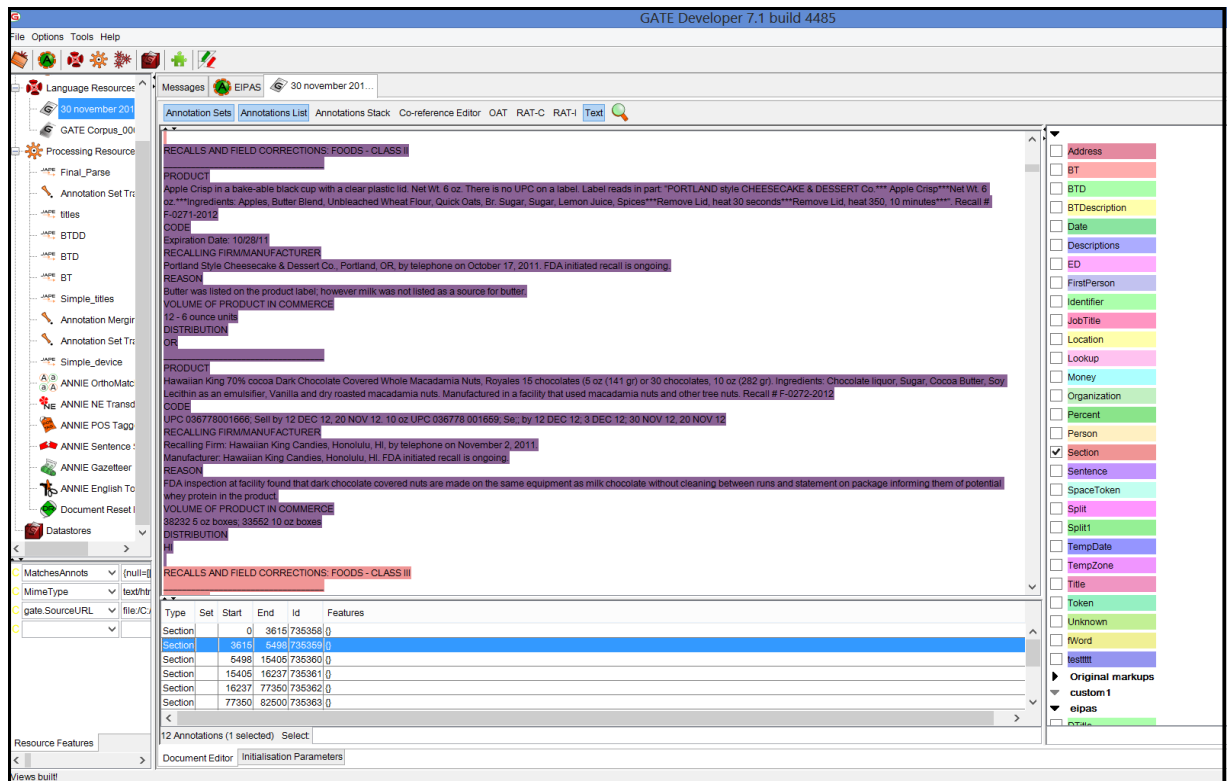 GATE Developer 7.1 build 4485
File Options Tools Help
Language Resources
30 november 201
GATE Corpus_00
Processing Resource
Final_Parse
Annotation Set Tra
titles
BTDD
BTD
BT
Simple_titles
Annotation Mergin
Annotation Set Tra
Simple_device
ANNIE OrthoMatc
ANNIE NE Transd
ANNIE POS Tagg
ANNIE Sentence S
ANNIE Gazetteer
ANNIE English To
Document Reset
Datastores
MatchesAnnots {null=[
MimeType text/htm
gate.SourceURL file:/C:/
Resource Features
Views built!
Messages EIPAS 30 november 201...
Annotation Sets Annotations List Annotations Stack Co-reference Editor OAT RAT-C RAT-I Text
RECALLS AND FIELD CORRECTIONS: FOODS - CLASS II
PRODUCT
Apple Crisp in a bake-able black cup with a clear plastic lid. Net Wt. 6 oz. There is no UPC on a label. Label reads in part: "PORTLAND style CHEESECAKE & DESSERT Co.*** Apple Crisp***Net Wt. 6
oz.***Ingredients: Apples, Butter Blend, Unbleached Wheat Flour, Quick Oats, Br. Sugar, Sugar, Lemon Juice, Spices***Remove Lid, heat 30 seconds***Remove Lid, heat 350, 10 minutes***". Recall #
F-0271-2012
CODE
Expiration Date: 10/28/11
RECALLING FIRM/MANUFACTURER
Portland Style Cheesecake & Dessert Co., Portland, OR, by telephone on October 17, 2011. FDA initiated recall is ongoing.
REASON
Butter was listed on the product label; however milk was not listed as a source for butter.
VOLUME OF PRODUCT IN COMMERCE
12 - 6 ounce units
DISTRIBUTION
OR
PRODUCT
Hawaiian King 70% cocoa Dark Chocolate Covered Whole Macadamia Nuts, Royales 15 chocolates (5 oz (141 gr) or 30 chocolates, 10 oz (282 gr). Ingredients: Chocolate liquor, Sugar, Cocoa Butter, Soy
Lecithin as an emulsifier, Vanilla and dry roasted macadamia nuts. Manufactured in a facility that used macadamia nuts and other tree nuts. Recall # F-0272-2012
CODE
UPC 036778001666; Sell by 12 DEC 12, 20 NOV 12. 10 oz UPC 036778 001659; Se;; by 12 DEC 12; 3 DEC 12; 30 NOV 12, 20 NOV 12
RECALLING FIRM/MANUFACTURER
Recalling Firm: Hawaiian King Candies, Honolulu, HI, by telephone on November 2, 2011.
Manufacturer: Hawaiian King Candies, Honolulu, HI. FDA initiated recall is ongoing.
REASON
FDA inspection at facility found that dark chocolate covered nuts are made on the same equipment as milk chocolate without cleaning between runs and statement on package informing them of potential
whey protein in the product.
VOLUME OF PRODUCT IN COMMERCE
38232 5 oz boxes; 33552 10 oz boxes
DISTRIBUTION
HI
RECALLS AND FIELD CORRECTIONS: FOODS - CLASS III
Type Set Start End Id Features
Section 0 3615 735358 {}
Section 3615 5498 735359 {}
Section 5498 15405 735360 {}
Section 15405 16237 735361 {}
Section 16237 77350 735362 {}
Section 77350 82500 735363 {}
12 Annotations (1 selected) Select:
Document Editor Initialisation Parameters
Address
BT
BTD
BTDescription
Date
Descriptions
ED
FirstPerson
Identifier
JobTitle
Location
Lookup
Money
Organization
Percent
Person
Section
Sentence
SpaceToken
Split
Split1
TempDate
TempZone
Title
Token
Unknown
fWord
testtttt
Original markups
custom1
eipas